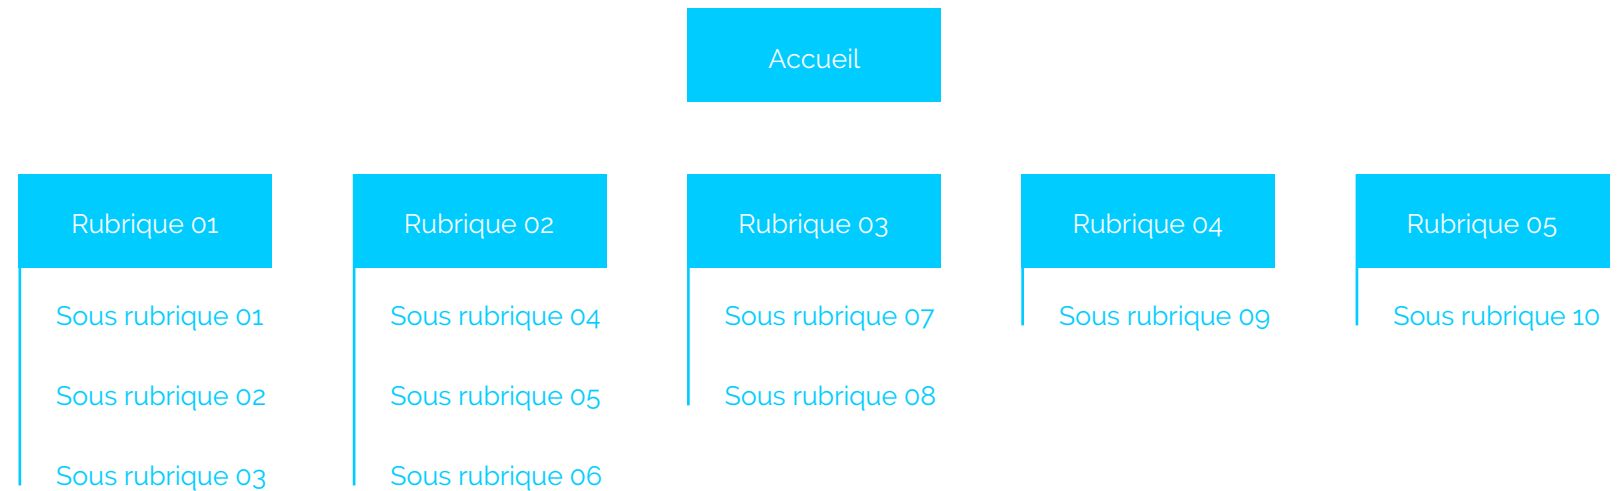 Accueil
Rubrique 01
Sous rubrique 01
Sous rubrique 02
Sous rubrique 03
Rubrique 02
Sous rubrique 04
Sous rubrique 05
Sous rubrique 06
Rubrique 03
Sous rubrique 07
Sous rubrique 08
Rubrique 04
Sous rubrique 09
Rubrique 05
Sous rubrique 10